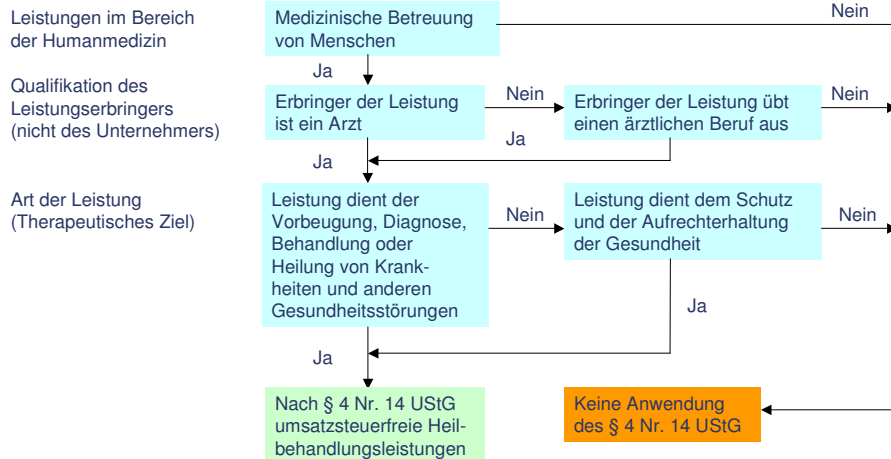 Leistungen im Bereich
der Humanmedizin
Medizinische Betreuung
von Menschen
Nein
Ja
Qualifikation des
Leistungserbringers
(nicht des Unternehmers)
Erbringer der Leistung
ist ein Arzt
Nein
Erbringer der Leistung übt
einen ärztlichen Beruf aus
Nein
Ja
Ja
Art der Leistung
(Therapeutisches Ziel)
Leistung dient der
Vorbeugung, Diagnose,
Behandlung oder
Heilung von Krank-
heiten und anderen
Gesundheitsstörungen
Nein
Leistung dient dem Schutz
und der Aufrechterhaltung
der Gesundheit
Nein
Ja
Ja
Nach § 4 Nr. 14 UStG
umsatzsteuerfreie Heil-
behandlungsleistungen
Keine Anwendung
des § 4 Nr. 14 UStG